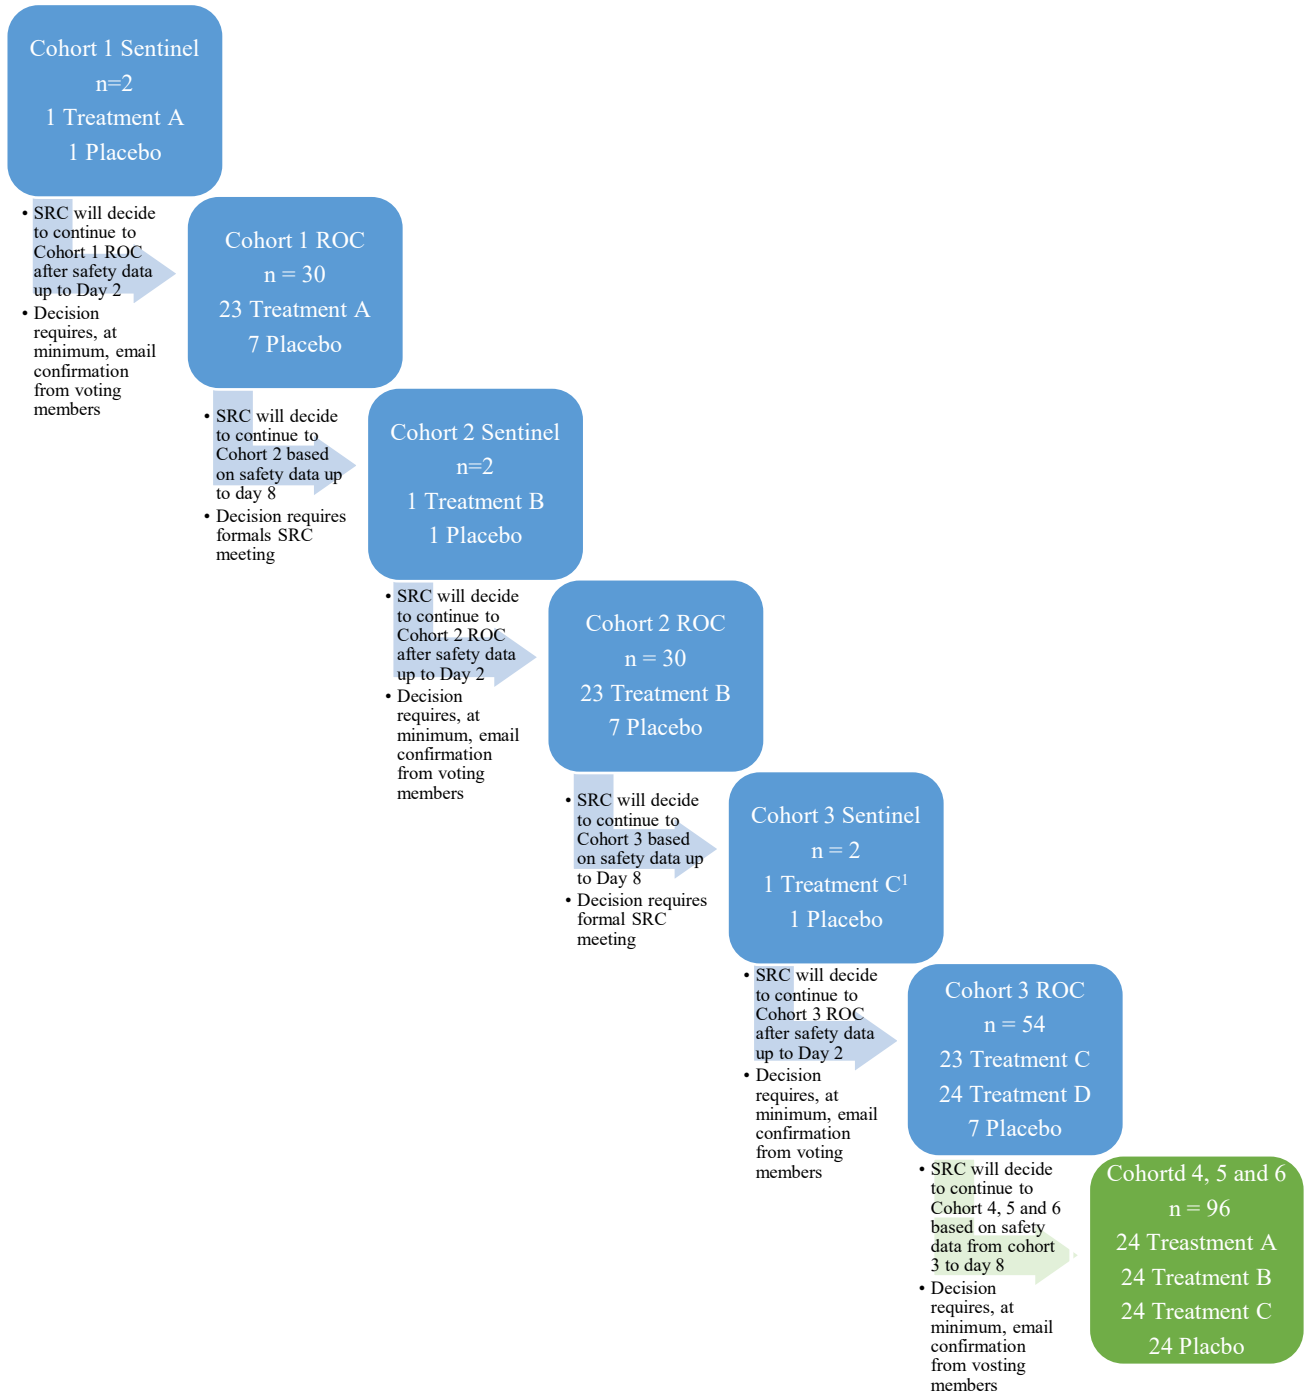 Cohort 1 Sentinel
n=2
1 Treatment A
1 Placebo
• SRC will decide
to continue to
Cohort 1 ROC
after safety data
up to Day 2
• Decision
requires, at
minimum, email
confirmation
from voting
members
Cohort 1 ROC
n = 30
23 Treatment A
7 Placebo
• SRC will decide
to continue to
Cohort 2 based
on safety data up
to day 8
• Decision requires
formals SRC
meeting
Cohort 2 Sentinel
n=2
1 Treatment B
1 Placebo
• SRC will decide
to continue to
Cohort 2 ROC
after safety data
up to Day 2
• Decision
requires, at
minimum, email
confirmation
from voting
members
Cohort 2 ROC
n = 30
23 Treatment B
7 Placebo
• SRC will decide
to continue to
Cohort 3 based
on safety data up
to Day 8
• Decision requires
formal SRC
meeting
Cohort 3 Sentinel
n = 2
1 Treatment C¹
1 Placebo
• SRC will decide
to continue to
Cohort 3 ROC
after safety data
up to Day 2
• Decision
requires, at
minimum, email
confirmation
from voting
members
Cohort 3 ROC
n = 54
23 Treatment C
24 Treatment D
7 Placebo
• SRC will decide
to continue to
Cohort 4, 5 and 6
based on safety
data from cohort
3 to day 8
• Decision
requires, at
minimum, email
confirmation
from vosting
members
Cohortd 4, 5 and 6
n = 96
24 Treastment A
24 Treatment B
24 Treatment C
24 Placbo